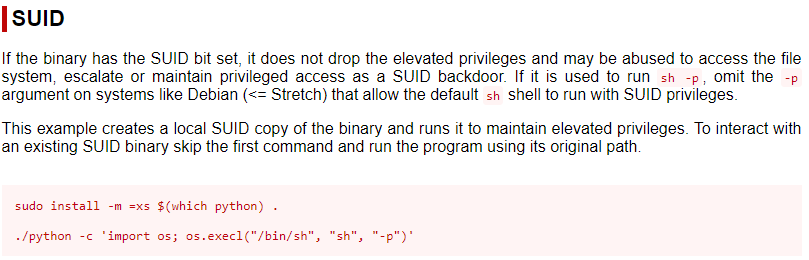 SUID
If the binary has the SUID bit set, it does not drop the elevated privileges and may be abused to access the file
system, escalate or maintain privileged access as a SUID backdoor. If it is used to run sh -p, omit the -p
argument on systems like Debian (<= Stretch) that allow the default sh shell to run with SUID privileges.
This example creates a local SUID copy of the binary and runs it to maintain elevated privileges. To interact with
an existing SUID binary skip the first command and run the program using its original path.
sudo install -m =xs $(which python) .
./python -c 'import os; os.execl("/bin/sh", "sh", "-p")'